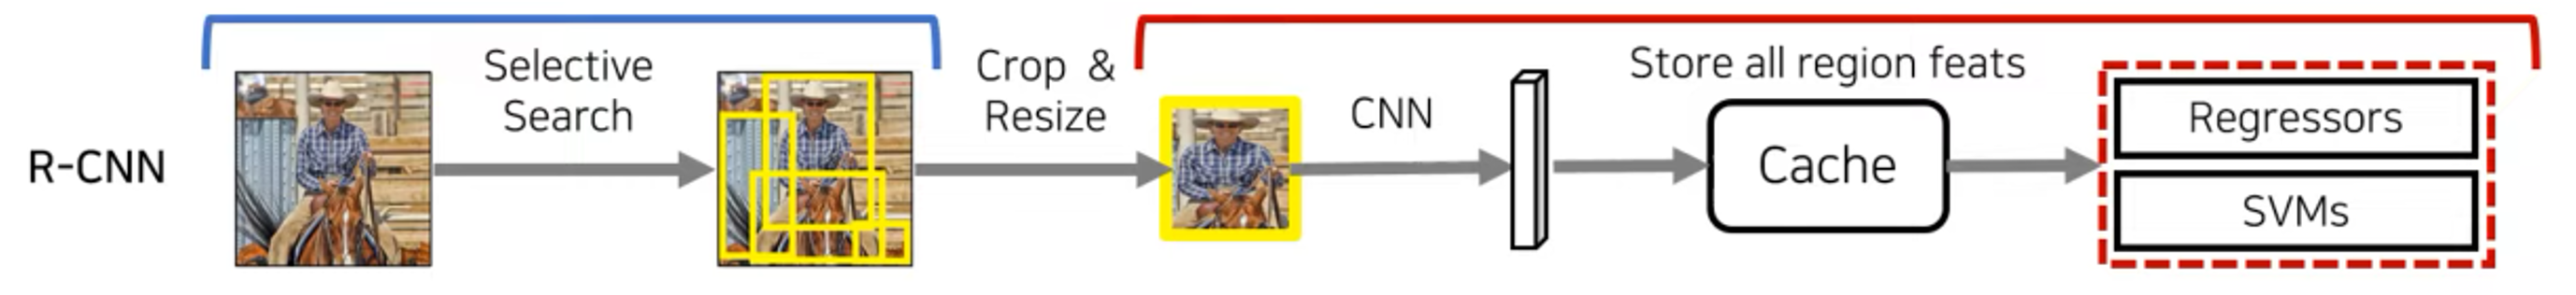 R-CNN
Selective
Search
Crop &
Resize
CNN
Store all region feats
Cache
Regressors
SVMs